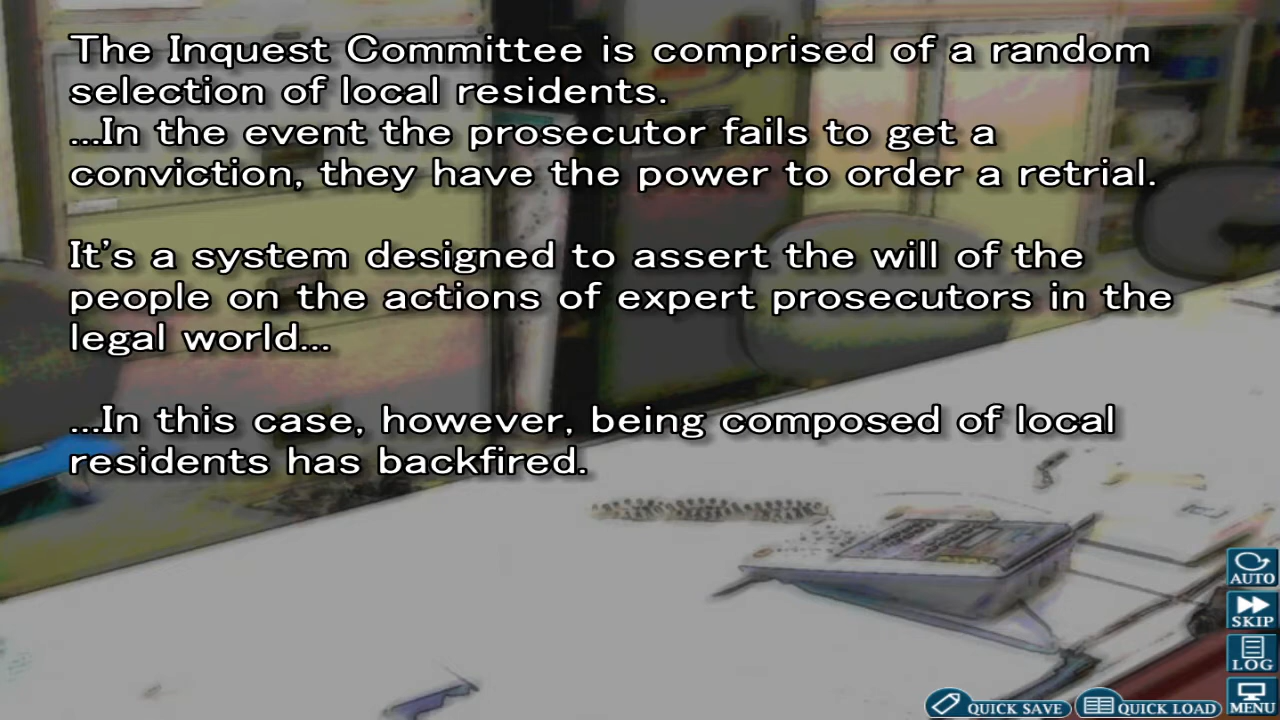 The Inquest Committee is comprised of a random
selection of local residents.
...In the event the prosecutor fails to get a
conviction, they have the power to order a retrial.
It's a system designed to assert the will of the
people on the actions of expert prosecutors in the
legal world...
...In this case, however, being composed of local
residents has backfired.
AUTO
SKIP
LOG
QUICK SAVE
QUICK LOAD
MENU